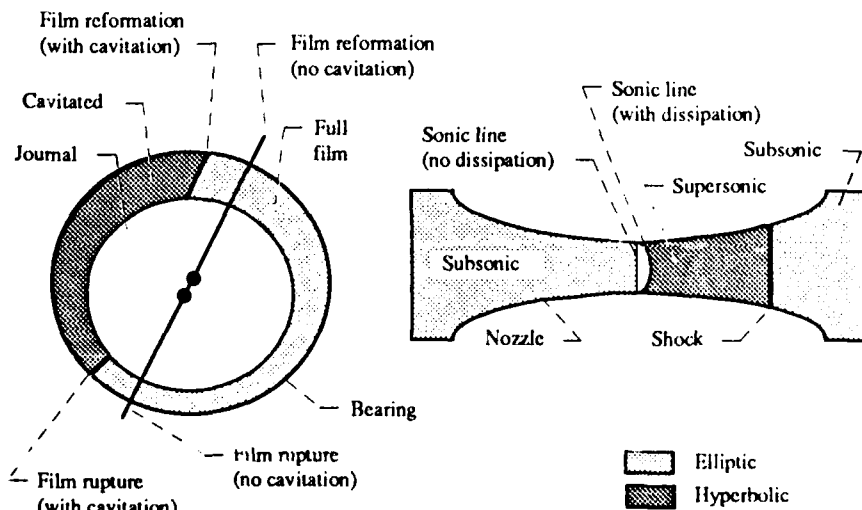 Film reformation
(with cavitation)
Film reformation
(no cavitation)
Cavitated
Journal
Full
film
Bearing
Film rupture
(no cavitation)
Film rupture
(with cavitation)
Sonic line
(with dissipation)
Sonic line
(no dissipation)
Subsonic
Supersonic
Subsonic
Nozzle
Shock
Elliptic
Hyperbolic